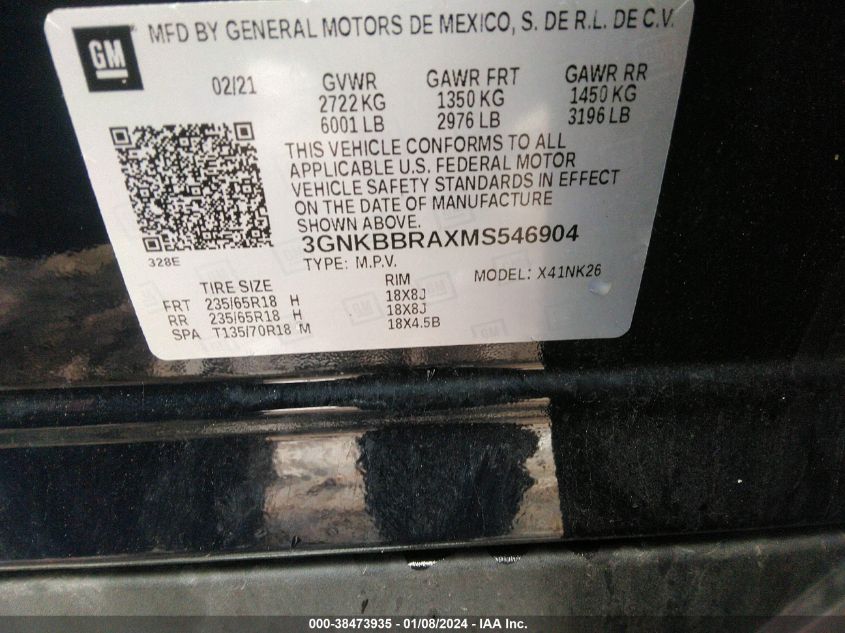 GM
MFD BY GENERAL MOTORS DE MEXICO, S. DE R.L. DE C.V.
02/21 GVWR GAWR FRT GAWR RR
2722 KG 1350 KG 1450 KG
6001 LB 2976 LB 3196 LB
THIS VEHICLE CONFORMS TO ALL
APPLICABLE U.S. FEDERAL MOTOR
VEHICLE SAFETY STANDARDS IN EFFECT
ON THE DATE OF MANUFACTURE
SHOWN ABOVE.
3GNKBBRAXMS546904
328E
TYPE: M.P.V. MODEL: X41NK26
TIRE SIZE RIM
FRT 235/65R18 H 18X8J
RR 235/65R18 H 18X8J
SPA T135/70R18 M 18X4.5B
000-38473935 - 01/08/2024 - IAA Inc.